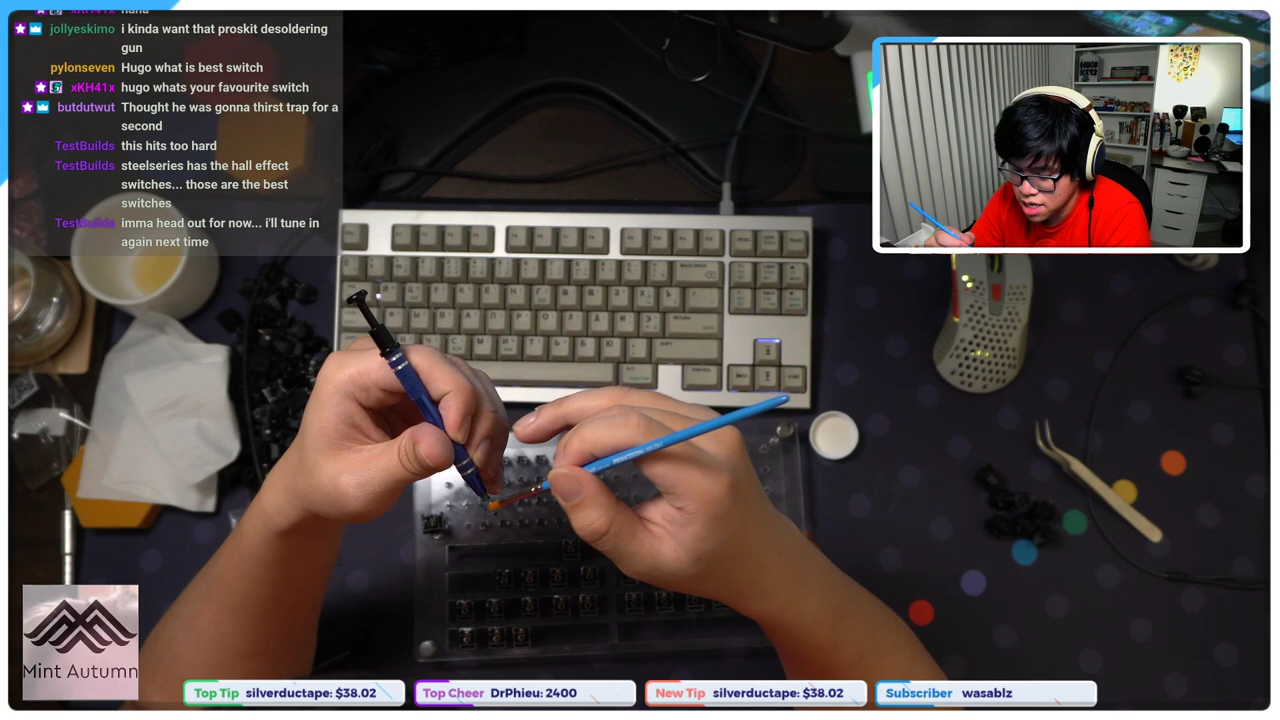 jollyeskimo i kinda want that proskit desoldering
gun
pylonseven Hugo what is best switch
xKH41x hugo whats your favourite switch
butdutwut Thought he was gonna thirst trap for a
second
TestBuilds this hits too hard
TestBuilds steelseries has the hall effect
switches... those are the best
switches
TestBuilds imma head out for now... i'll tune in
again next time
Mint Autumn
Top Tip silverductape: $38.02
Top Cheer DrPhieu: 2400
New Tip silverductape: $38.02
Subscriber wasablz